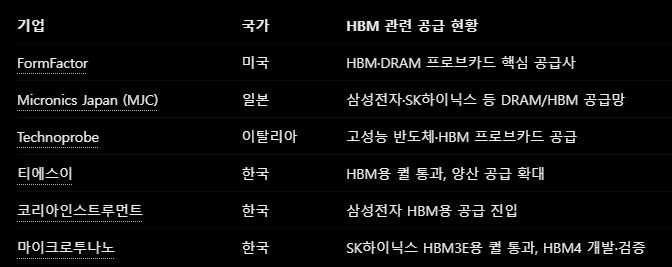 기업 국가 HBM 관련 공급 현황
FormFactor 미국 HBM·DRAM 프로브카드 핵심 공급사
Micronics Japan (MJC) 일본 삼성전자·SK하이닉스 등 DRAM/HBM 공급망
Technoprobe 이탈리아 고성능 반도체·HBM 프로브카드 공급
티에스이 한국 HBM용 퀄 통과, 양산 공급 확대
코리아인스트루먼트 한국 삼성전자 HBM용 공급 진입
마이크로투나노 한국 SK하이닉스 HBM3E용 퀄 통과, HBM4 개발·검증